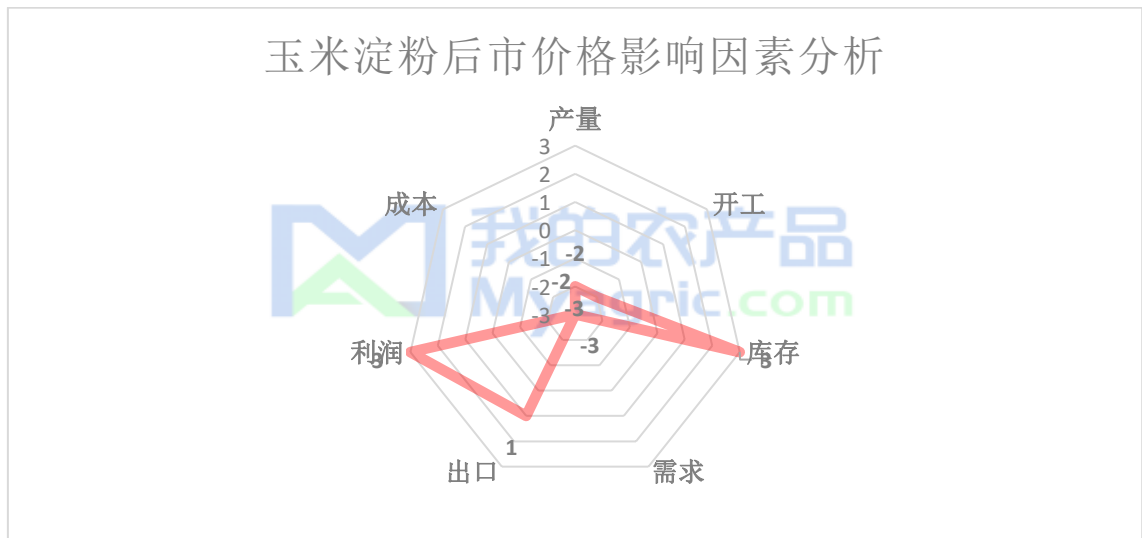 玉米淀粉后市价格影响因素分析
产量
3
2
成本
1
开工
0
我的农产品
-1
-2
-2
-2
Myagric.com
-3
-3
-3
利润
3
库存
3
1
出口
需求